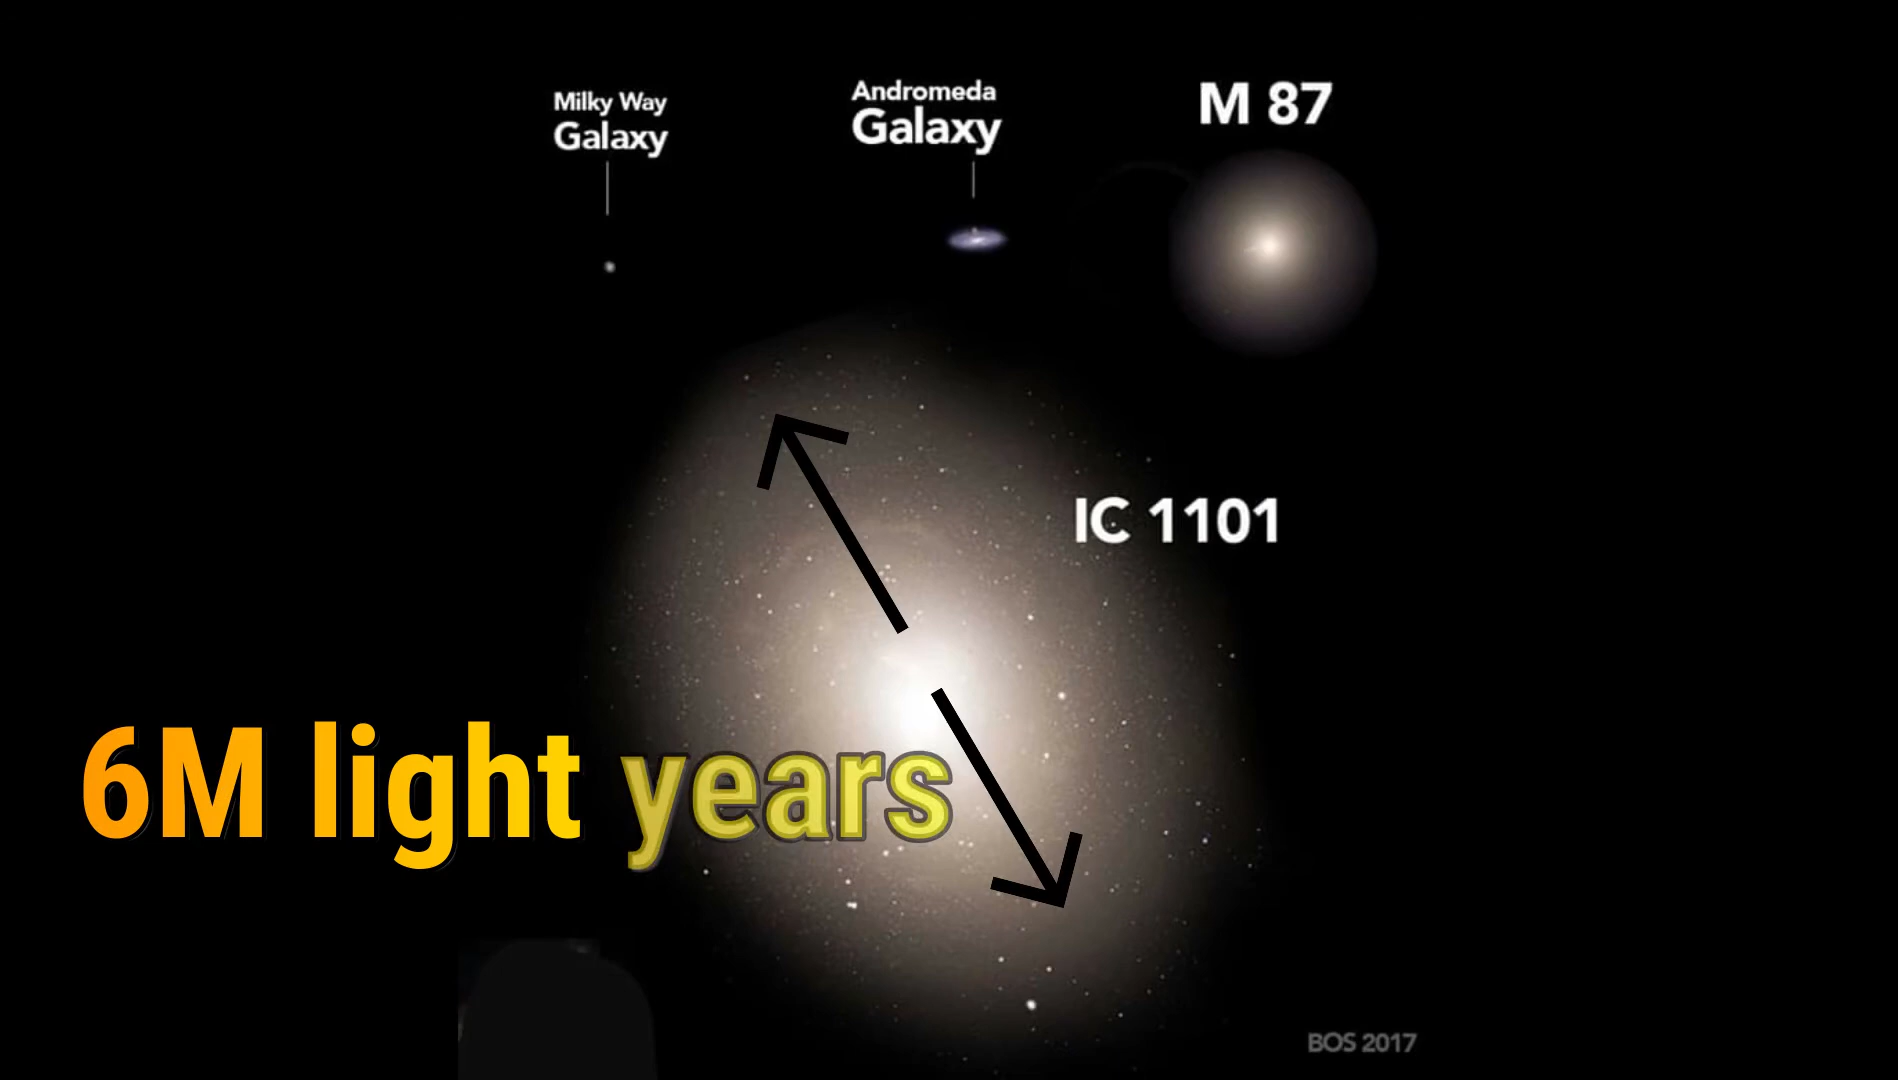 Milky Way
Galaxy
Andromeda
Galaxy
M 87
IC 1101
6M light years
BOS 2017